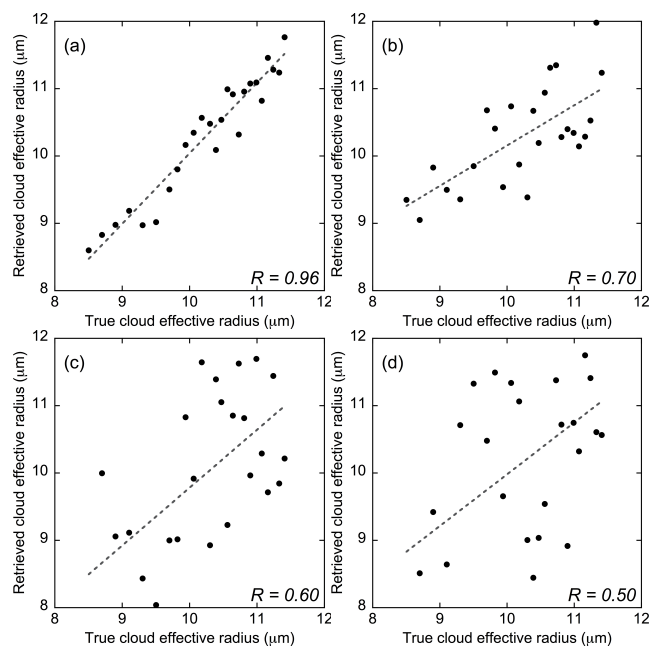 12
11
10
9
8
Retrieved cloud effective radius (μm)
(a)
R = 0.96
8 9 10 11 12
True cloud effective radius (μm)
12
11
10
9
8
Retrieved cloud effective radius (μm)
(b)
R = 0.70
8 9 10 11 12
True cloud effective radius (μm)
12
11
10
9
8
Retrieved cloud effective radius (μm)
(c)
R = 0.60
8 9 10 11 12
True cloud effective radius (μm)
12
11
10
9
8
Retrieved cloud effective radius (μm)
(d)
R = 0.50
8 9 10 11 12
True cloud effective radius (μm)